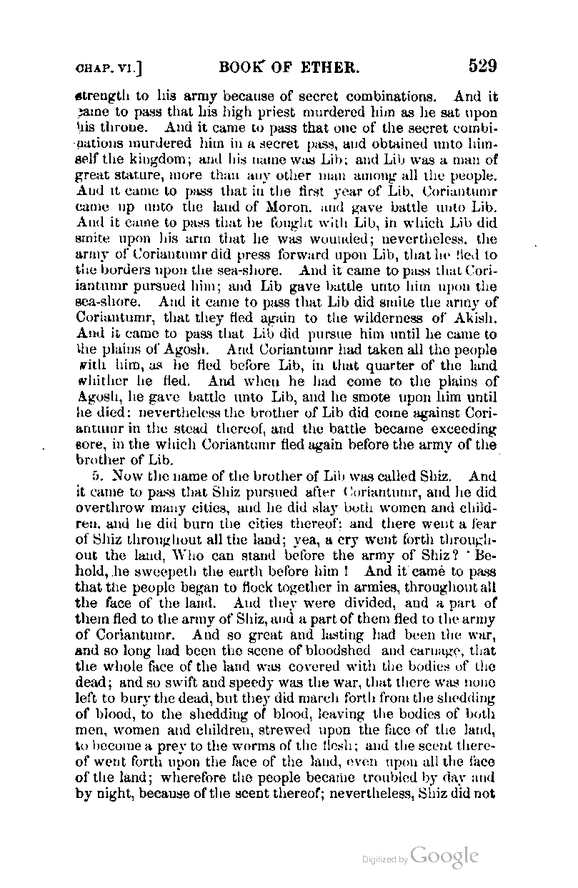 CHAP. VI.] BOOK OF ETHER. 529
strength to his army because of secret combinations. And it
came to pass that his high priest murdered him as he sat upon
his throne. And it came to pass that one of the secret combi-
nations murdered him in a secret pass, and obtained unto him-
self the kingdom; and his name was Lib; and Lib was a man of
great stature, more than any other man among all the people.
And it came to pass that in the first year of Lib, Coriantumr
came up unto the land of Moron, and gave battle unto Lib.
And it came to pass that he fought with Lib, in which Lib did
smite upon his arm that he was wounded; nevertheless, the
army of Coriantumr did press forward upon Lib, that he fled to
the borders upon the sea-shore. And it came to pass that Cori-
iantumr pursued him; and Lib gave battle unto him upon the
sea-shore. And it came to pass that Lib did smite the army of
Coriantumr, that they fled again to the wilderness of Akish.
And it came to pass that Lib did pursue him until he came to
the plains of Agosh. And Coriantumr had taken all the people
with him, as he fled before Lib, in that quarter of the land
whither he fled. And when he had come to the plains of
Agosh, he gave battle unto Lib, and he smote upon him until
he died; nevertheless the brother of Lib did come against Cori-
antumr in the stead thereof, and the battle became exceeding
sore, in the which Coriantumr fled again before the army of the
brother of Lib.
5. Now the name of the brother of Lib was called Shiz. And
it came to pass that Shiz pursued after Coriantumr, and he did
overthrow many cities, and he did slay both women and child-
ren, and he did burn the cities thereof; and there went a fear
of Shiz throughout all the land; yea, a cry went forth through-
out the land, Who can stand before the army of Shiz? Be-
hold, he sweepeth the earth before him! And it came to pass
that the people began to flock together in armies, throughout all
the face of the land. And they were divided, and a part of
them fled to the army of Shiz, and a part of them fled to the army
of Coriantumr. And so great and lasting had been the war,
and so long had been the scene of bloodshed and carnage, that
the whole face of the land was covered with the bodies of the
dead; and so swift and speedy was the war, that there was none
left to bury the dead, but they did march forth from the shedding
of blood, to the shedding of blood, leaving the bodies of both
men, women and children, strewed upon the face of the land,
to become a prey to the worms of the flesh; and the scent there-
of went forth upon the face of the land, even upon all the face
of the land; wherefore the people became troubled by day and
by night, because of the scent thereof; nevertheless, Shiz did not
Digitized by Google